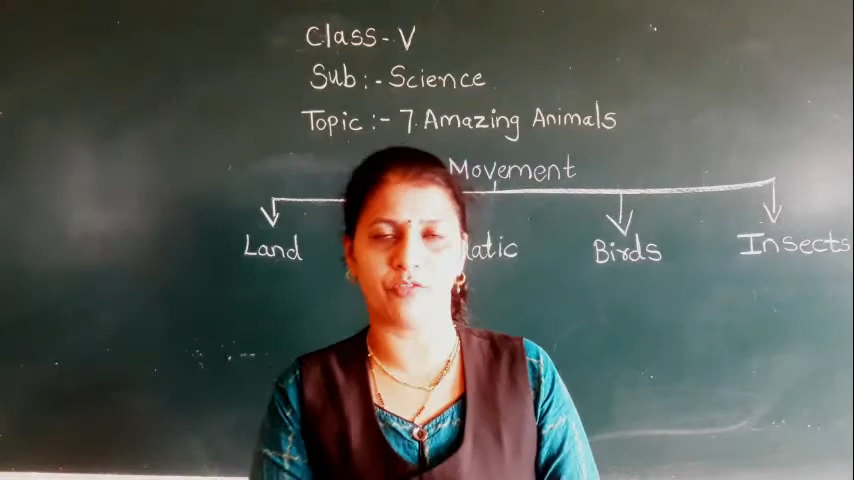 Class-V
Sub:-Science
Topic:- 7. Amazing Animals
Movement
Land Birds Insects